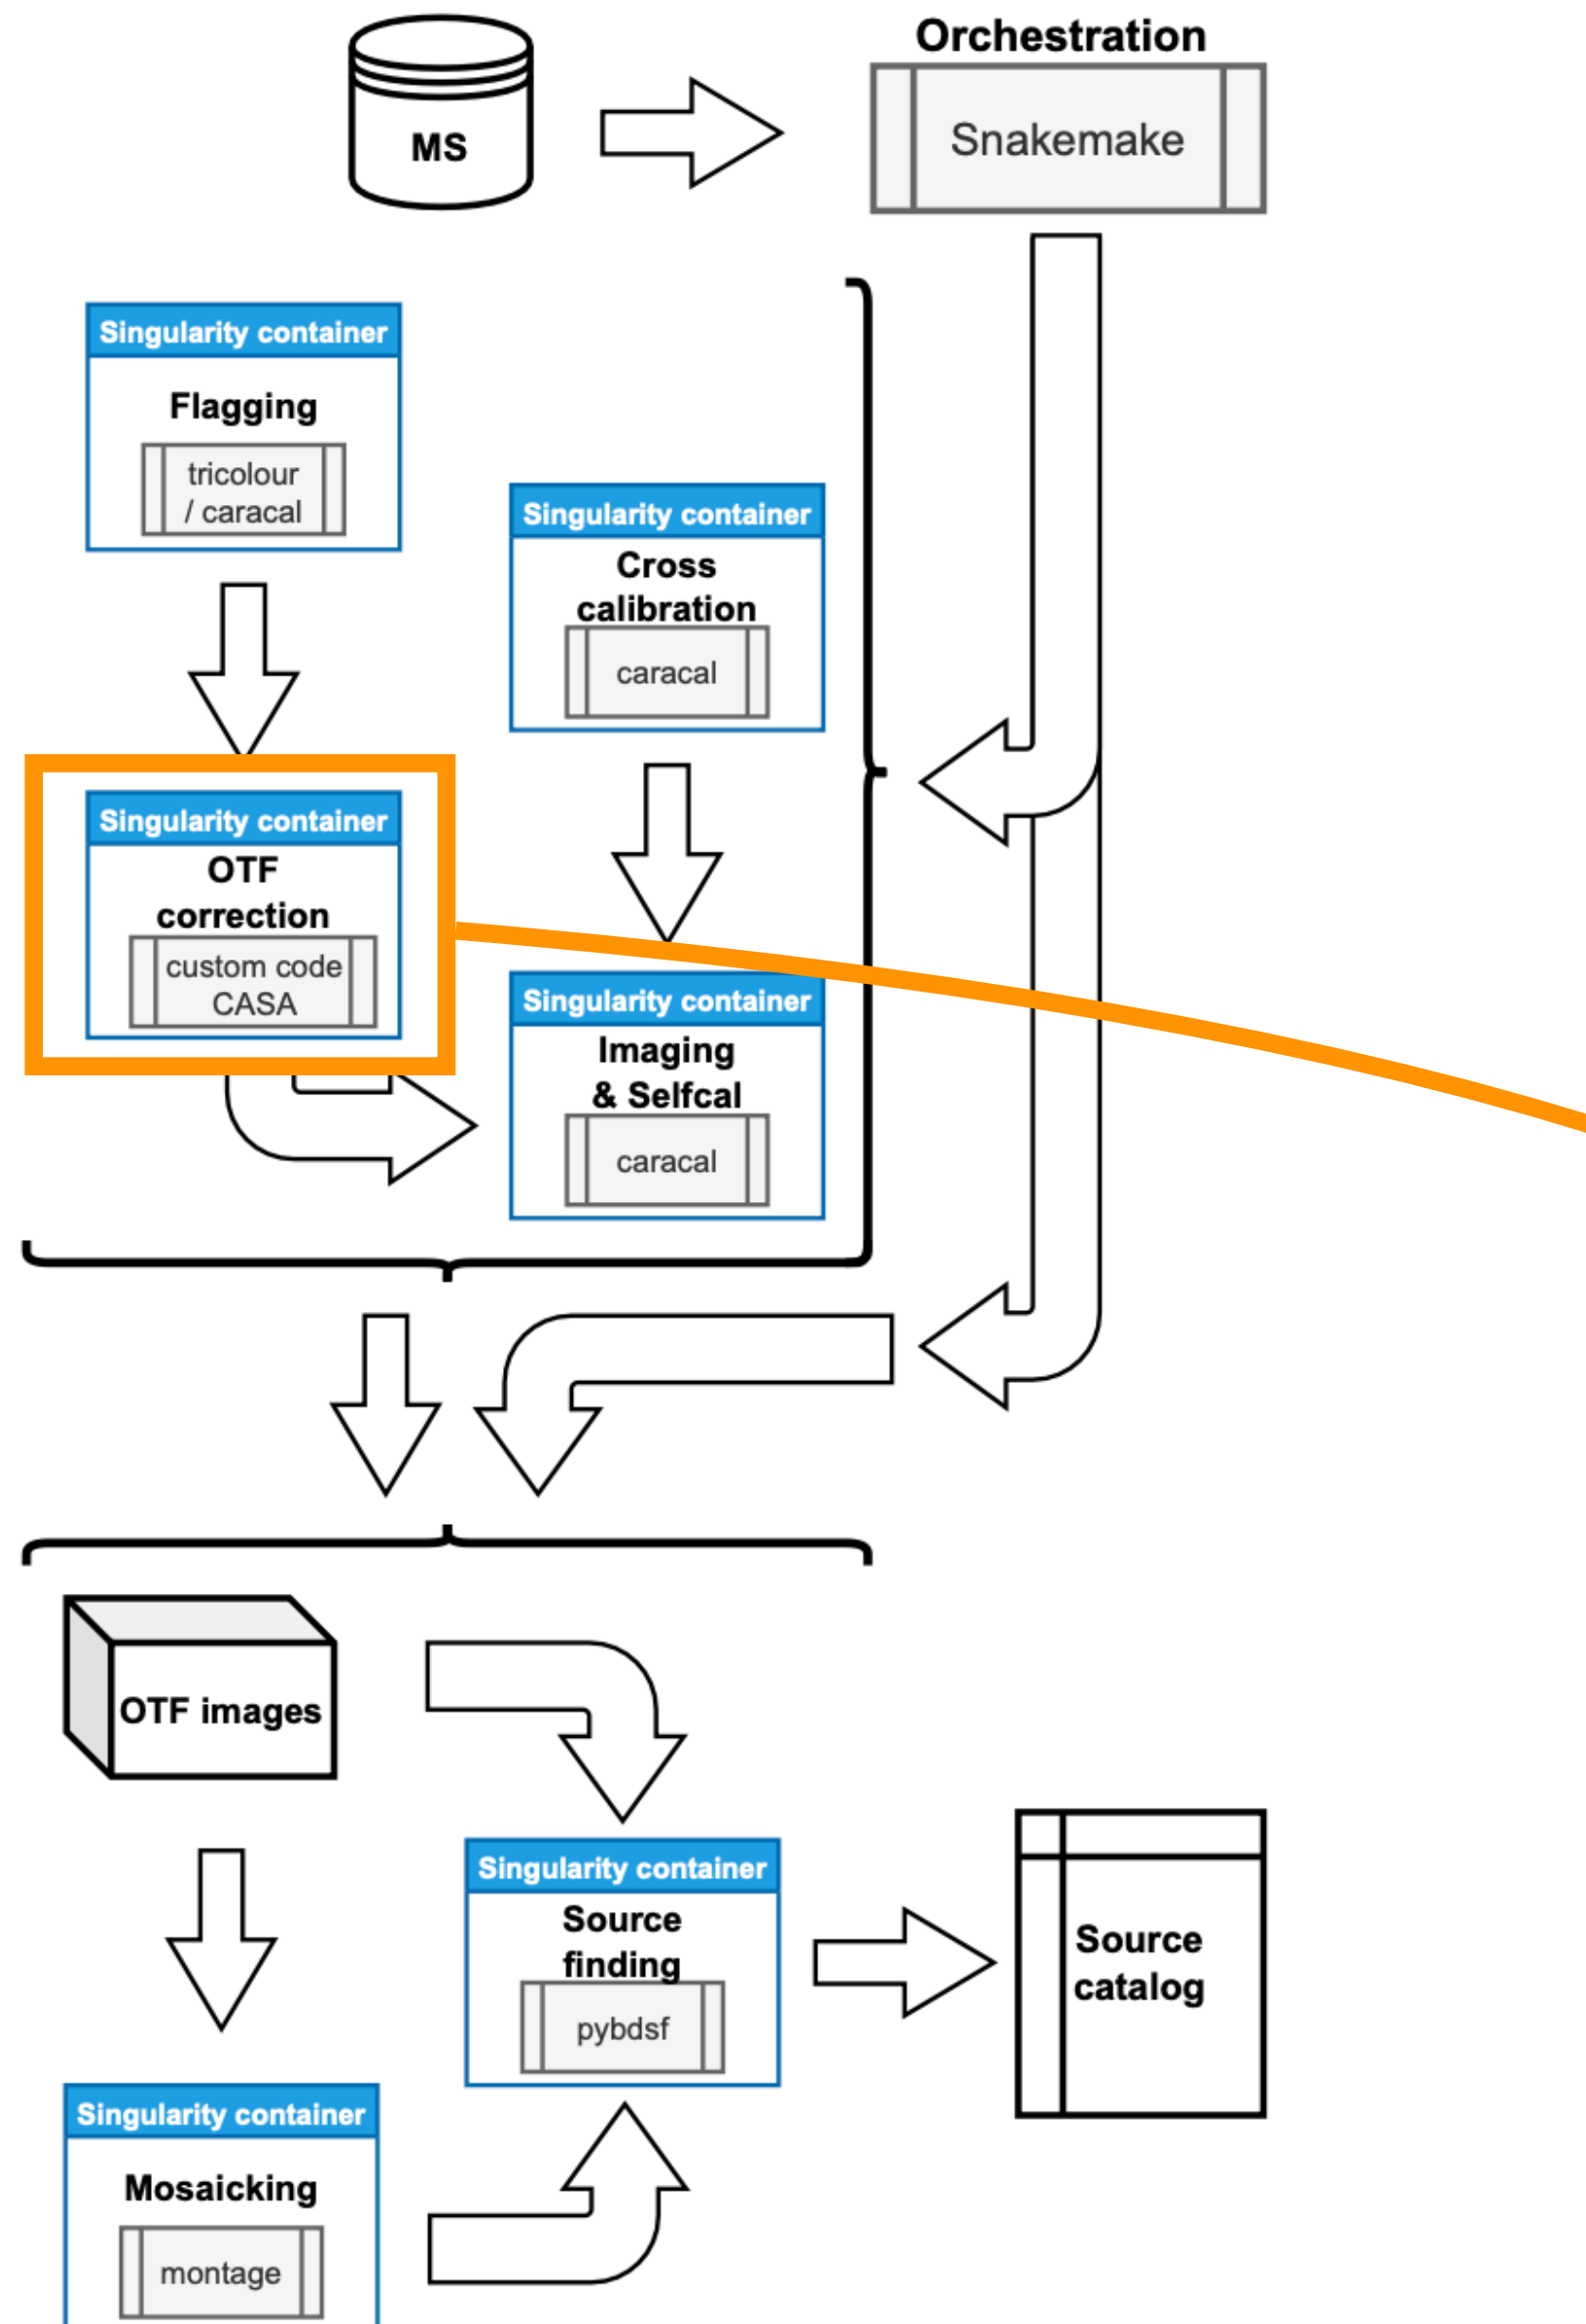 Orchestration
MS
Snakemake
Singularity container
Flagging
tricolour
/ caracal
Singularity container
Cross
calibration
caracal
Singularity container
OTF
correction
custom code
CASA
Singularity container
Imaging
& Selfcal
caracal
OTF images
Singularity container
Source
finding
pybdsf
Source
catalog
Singularity container
Mosaicking
montage